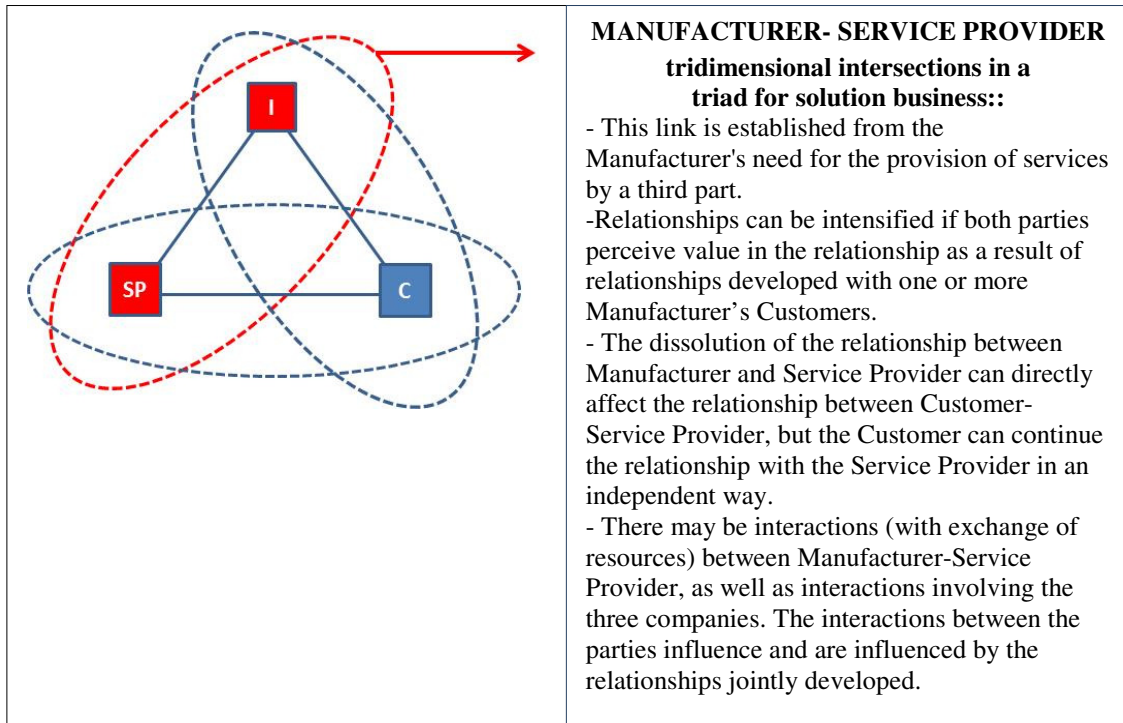 I
SP
C
MANUFACTURER- SERVICE PROVIDER
tridimensional intersections in a
triad for solution business::
- This link is established from the
Manufacturer's need for the provision of services
by a third part.
-Relationships can be intensified if both parties
perceive value in the relationship as a result of
relationships developed with one or more
Manufacturer’s Customers.
- The dissolution of the relationship between
Manufacturer and Service Provider can directly
affect the relationship between Customer-
Service Provider, but the Customer can continue
the relationship with the Service Provider in an
independent way.
- There may be interactions (with exchange of
resources) between Manufacturer-Service
Provider, as well as interactions involving the
three companies. The interactions between the
parties influence and are influenced by the
relationships jointly developed.